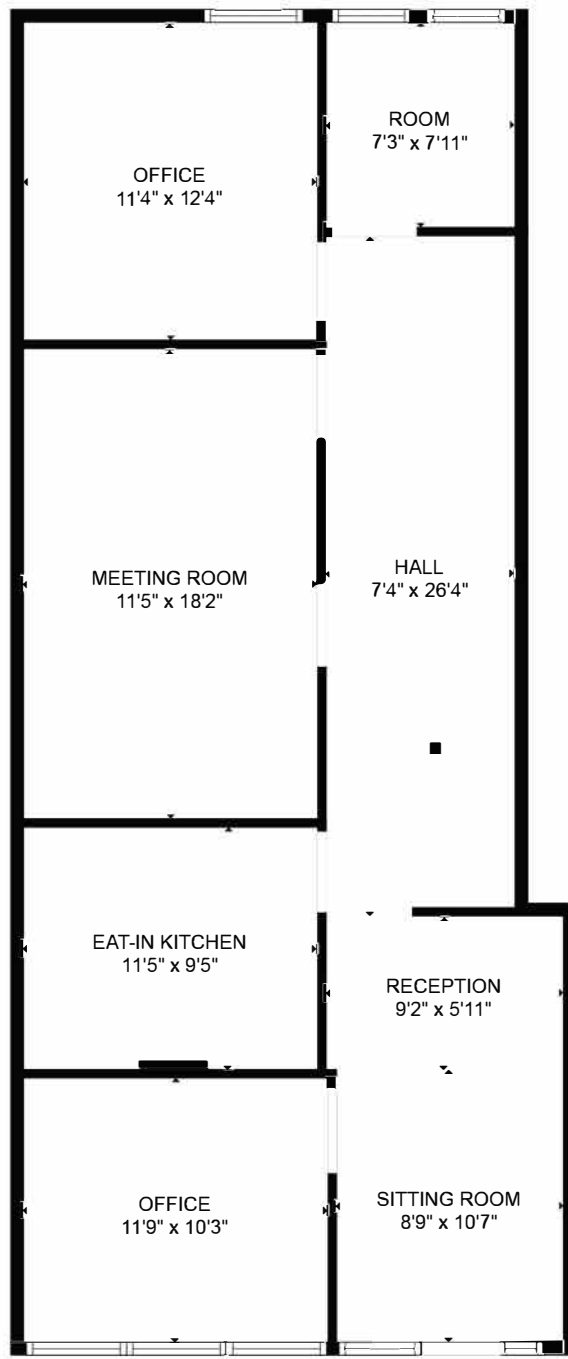 ROOM
7'3" x 7'11"
OFFICE
11'4" x 12'4"
MEETING ROOM
11'5" x 18'2"
HALL
7'4" x 26'4"
EAT-IN KITCHEN
11'5" x 9'5"
RECEPTION
9'2" x 5'11"
OFFICE
11'9" x 10'3"
SITTING ROOM
8'9" x 10'7"